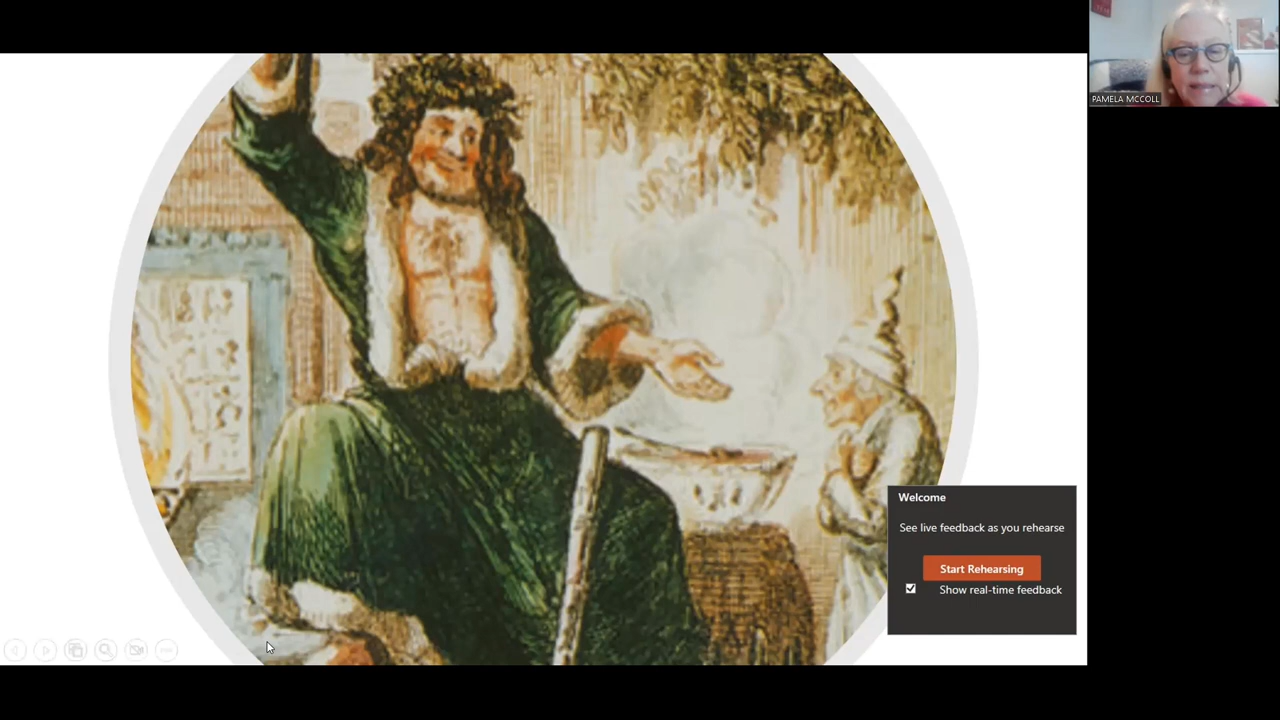 PAMELA MCCOLL
Welcome
See live feedback as you rehearse
Start Rehearsing
Show real-time feedback